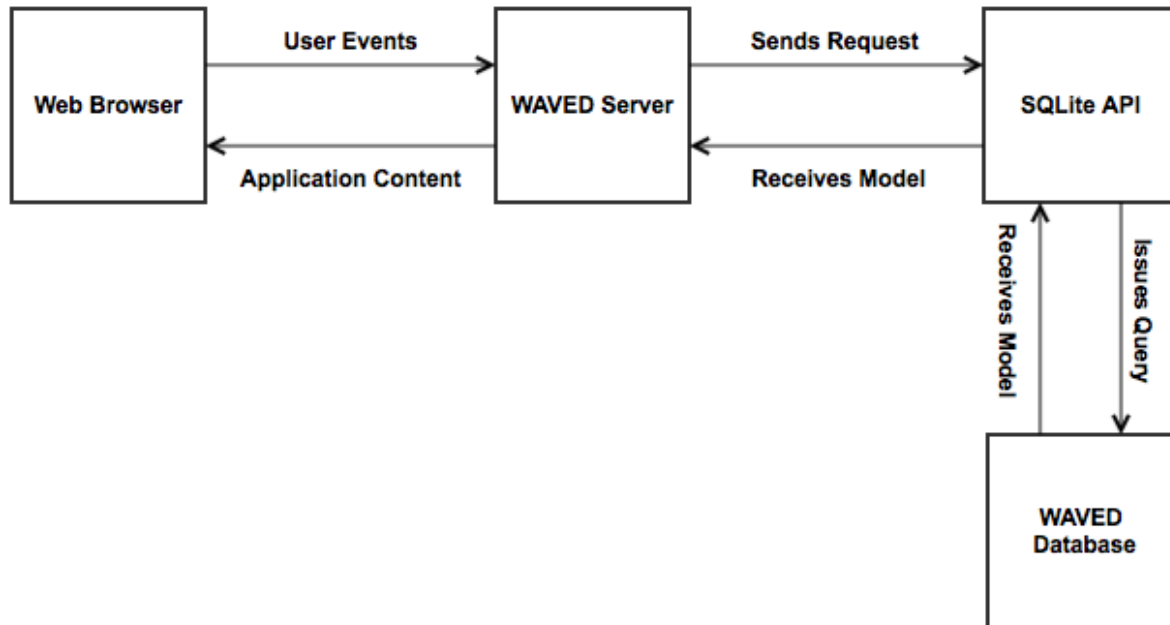 User Events
Sends Request
Web Browser
WAVED Server
SQLite API
Application Content
Receives Model
Receives Model
Issues Query
WAVED
Database